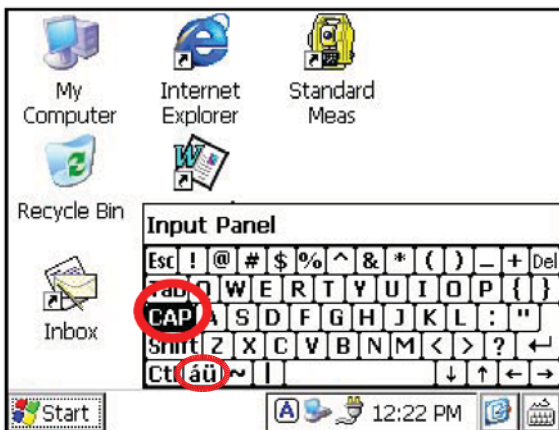 My Computer
Internet Explorer
Standard Meas
Recycle Bin
Inbox
Input Panel
Esc ! @ # $ % ^ & * ( ) _ + Del
Tab Q W E R T Y U I O P { }
CAP A S D F G H J K L : "
Shift Z X C V B N M < > ? ↵
Ctl áü ~ | ↓ ↑ ← →
Start
A
12:22 PM